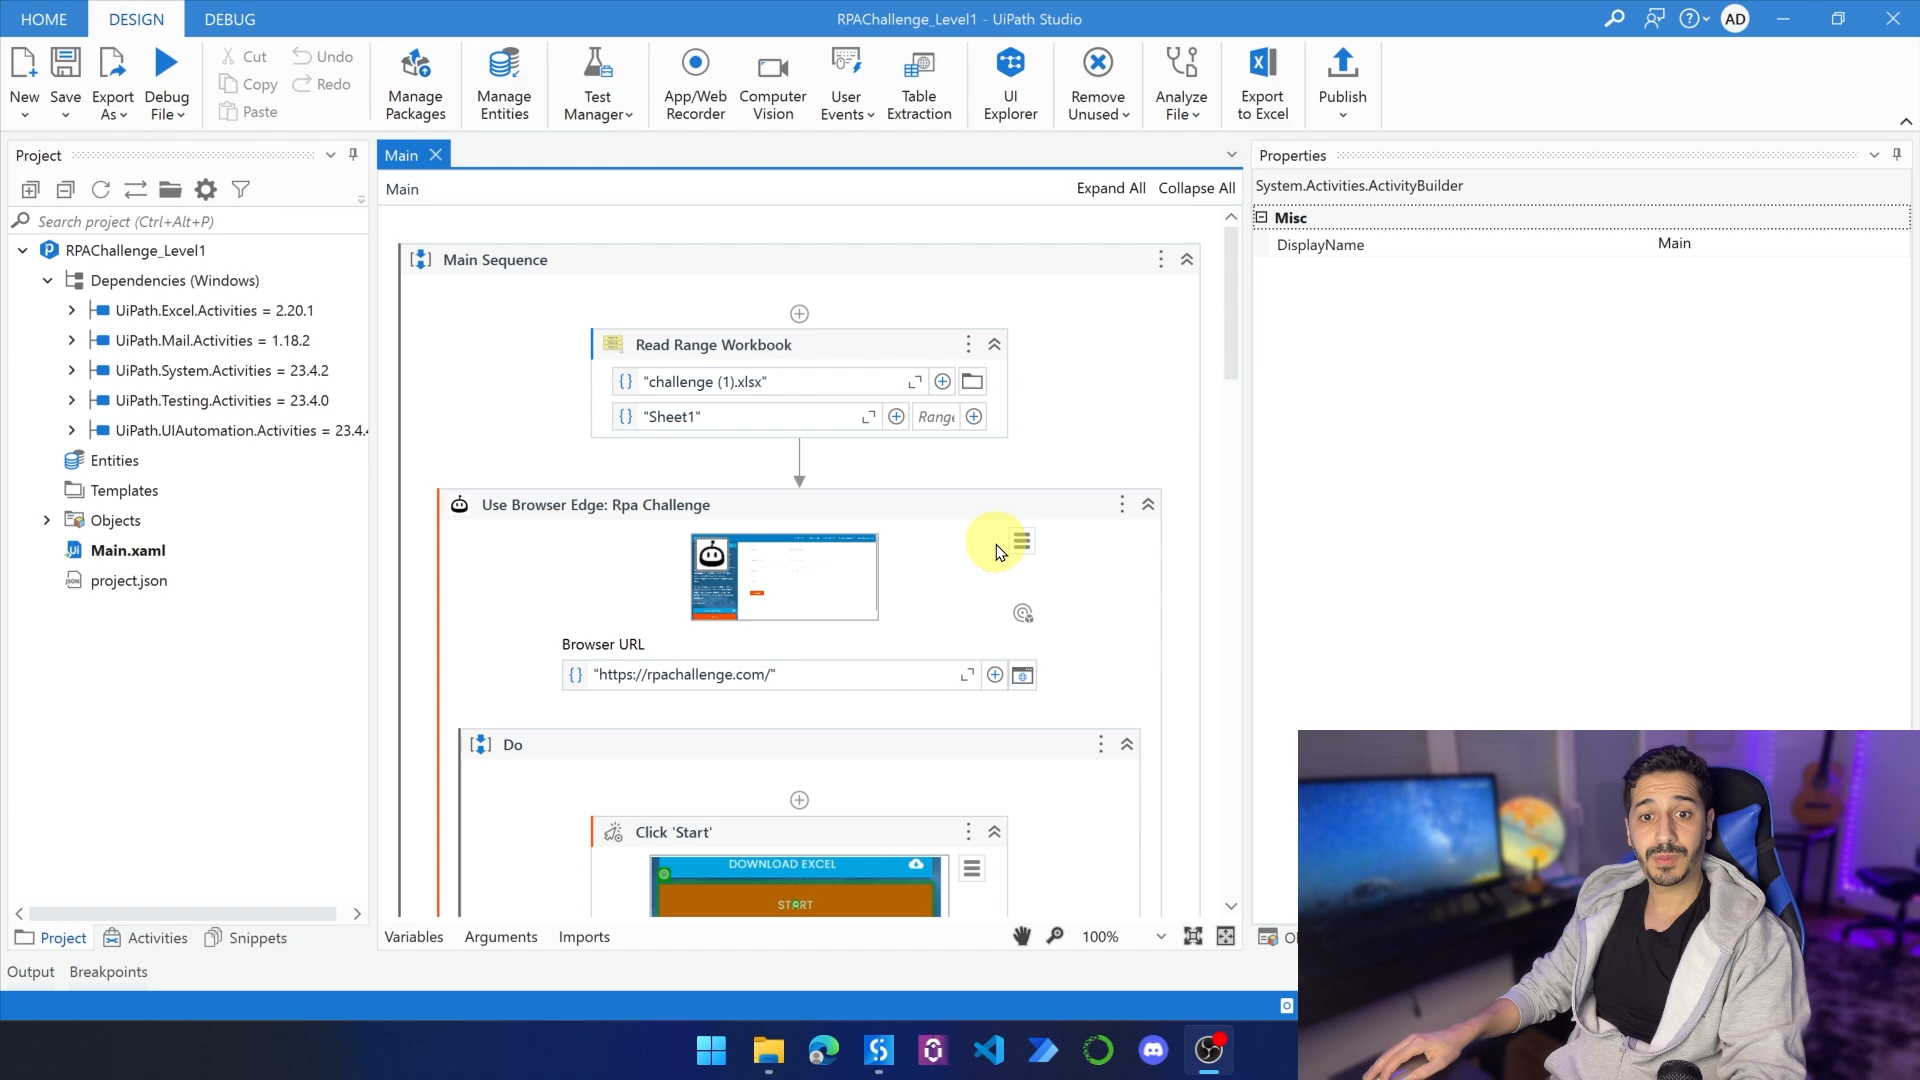 HOME DESIGN DEBUG RPAChallenge_Level1 - UiPath Studio AD
New Save Export As Debug File
Cut Copy Paste Undo Redo
Manage Packages
Manage Entities
Test Manager
App/Web Recorder
Computer Vision
User Events
Table Extraction
UI Explorer
Remove Unused
Analyze File
Export to Excel
Publish
Project
Search project (Ctrl+Alt+P)
RPAChallenge_Level1
Dependencies (Windows)
UiPath.Excel.Activities = 2.20.1
UiPath.Mail.Activities = 1.18.2
UiPath.System.Activities = 23.4.2
UiPath.Testing.Activities = 23.4.0
UiPath.UIAutomation.Activities = 23.4.
Entities
Templates
Objects
Main.xaml
project.json
Project Activities Snippets
Output Breakpoints
Main
Main Expand All Collapse All
Main Sequence
Read Range Workbook
"challenge (1).xlsx"
"Sheet1" Range
Use Browser Edge: Rpa Challenge
Browser URL
"https://rpachallenge.com/"
Do
Click 'Start'
DOWNLOAD EXCEL
START
Variables Arguments Imports 100%
Properties
System.Activities.ActivityBuilder
Misc
DisplayName Main